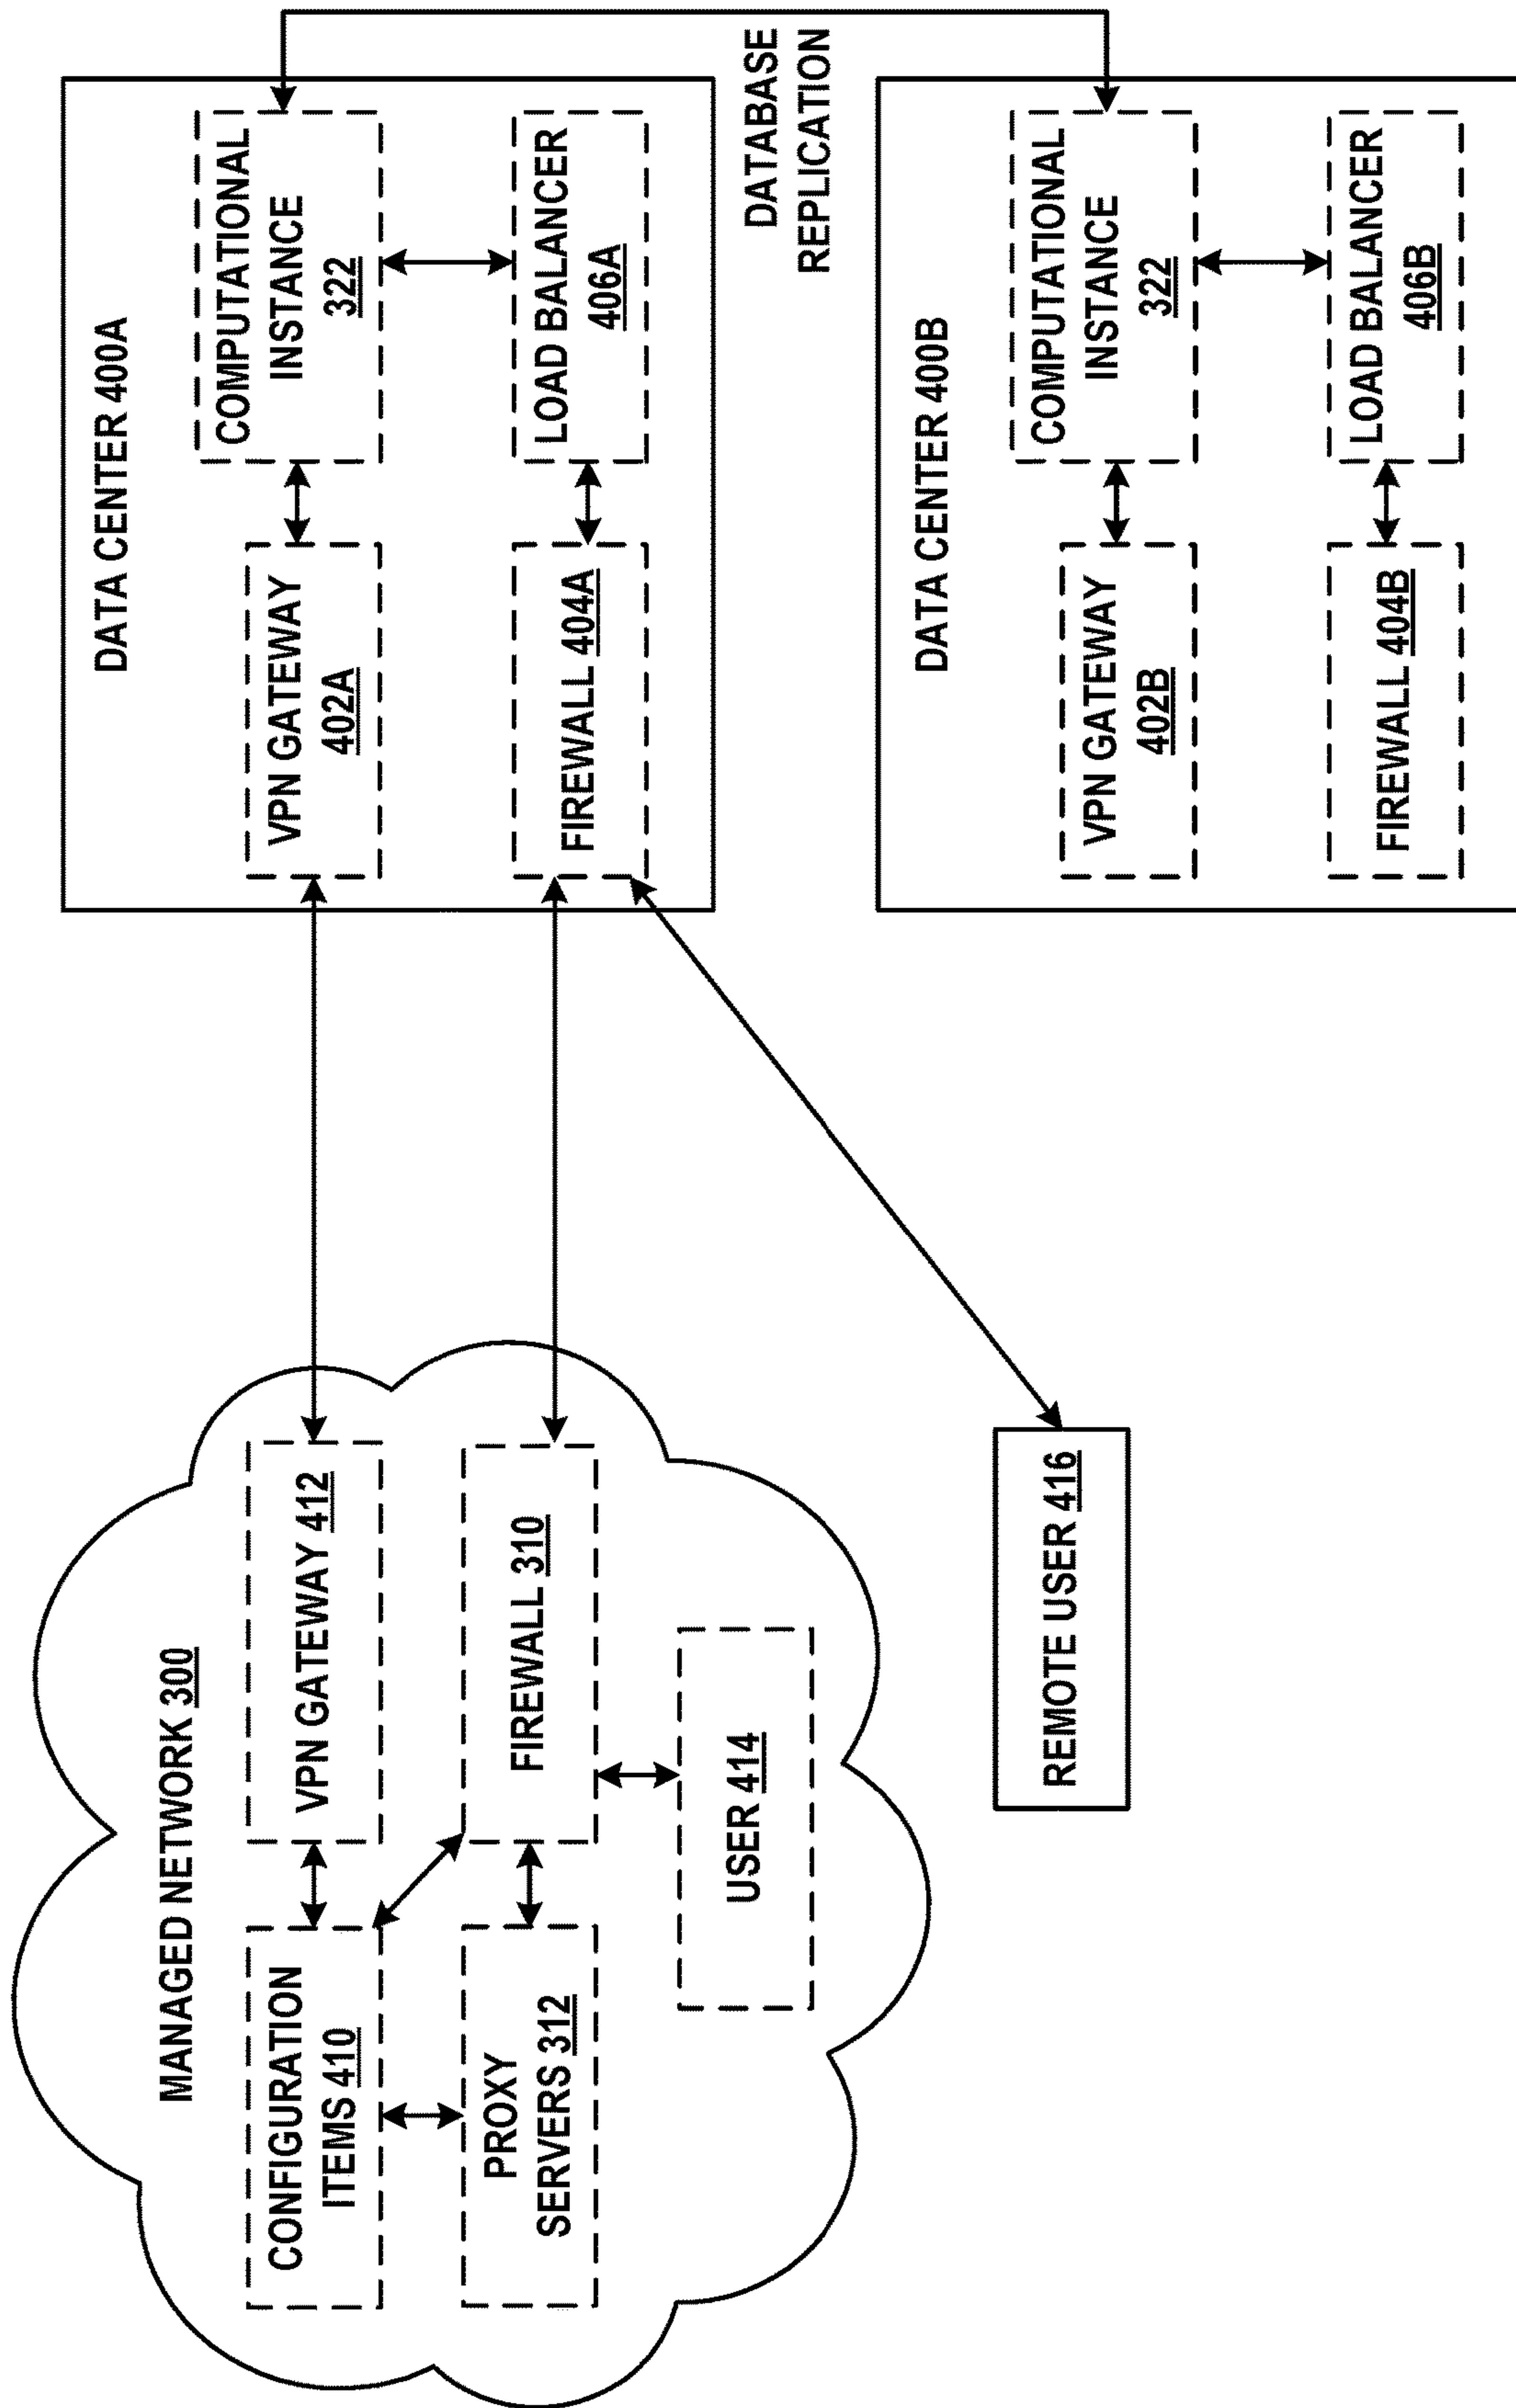 MANAGED NETWORK 300
CONFIGURATION
ITEMS 410
VPN GATEWAY 412
PROXY
SERVERS 312
FIREWALL 310
USER 414
REMOTE USER 416
DATA CENTER 400A
VPN GATEWAY
402A
COMPUTATIONAL
INSTANCE
322
FIREWALL 404A
LOAD BALANCER
406A
DATABASE
REPLICATION
DATA CENTER 400B
VPN GATEWAY
402B
COMPUTATIONAL
INSTANCE
322
FIREWALL 404B
LOAD BALANCER
406B